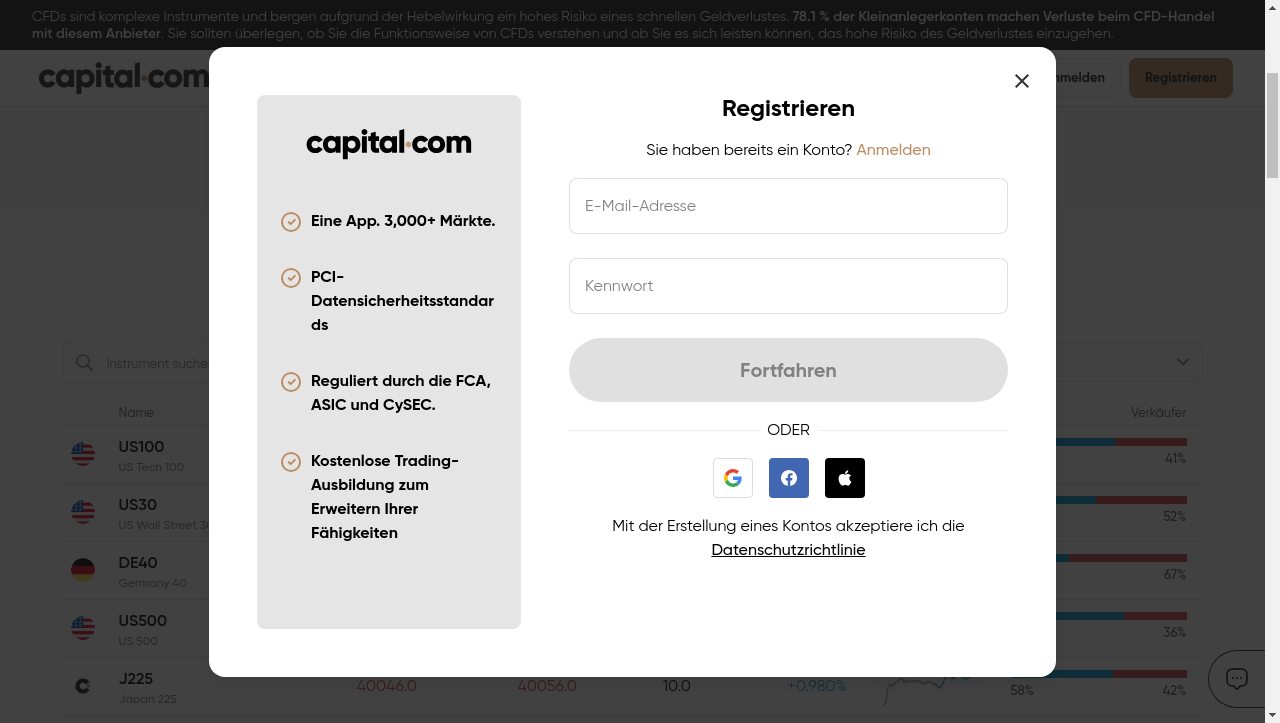 CFDs sind komplexe Instrumente und bergen aufgrund der Hebelwirkung ein hohes Risiko eines schnellen Geldverlustes. 78.1 % der Kleinanlegerkonten machen Verluste beim CFD-Handel
mit diesem Anbieter. Sie sollten überlegen, ob Sie die Funktionsweise von CFDs verstehen und ob Sie es sich leisten können, das hohe Risiko des Geldverlustes einzugehen.
capital.com
nmelden
Registrieren
capital.com
Eine App. 3,000+ Märkte.
PCI-
Datensicherheitsstandar
ds
Reguliert durch die FCA,
ASIC und CySEC.
Kostenlose Trading-
Ausbildung zum
Erweitern Ihrer
Fähigkeiten
Registrieren
Sie haben bereits ein Konto? Anmelden
E-Mail-Adresse
Kennwort
Fortfahren
ODER
Mit der Erstellung eines Kontos akzeptiere ich die
Datenschutzrichtlinie
Instrument suche
Name
Verkäufer
US100
US Tech 100
41%
US30
US Wall Street 30
52%
DE40
Germany 40
67%
US500
US 500
36%
J225
Japan 225
40046.0
40056.0
10.0
+0.980%
58%
42%